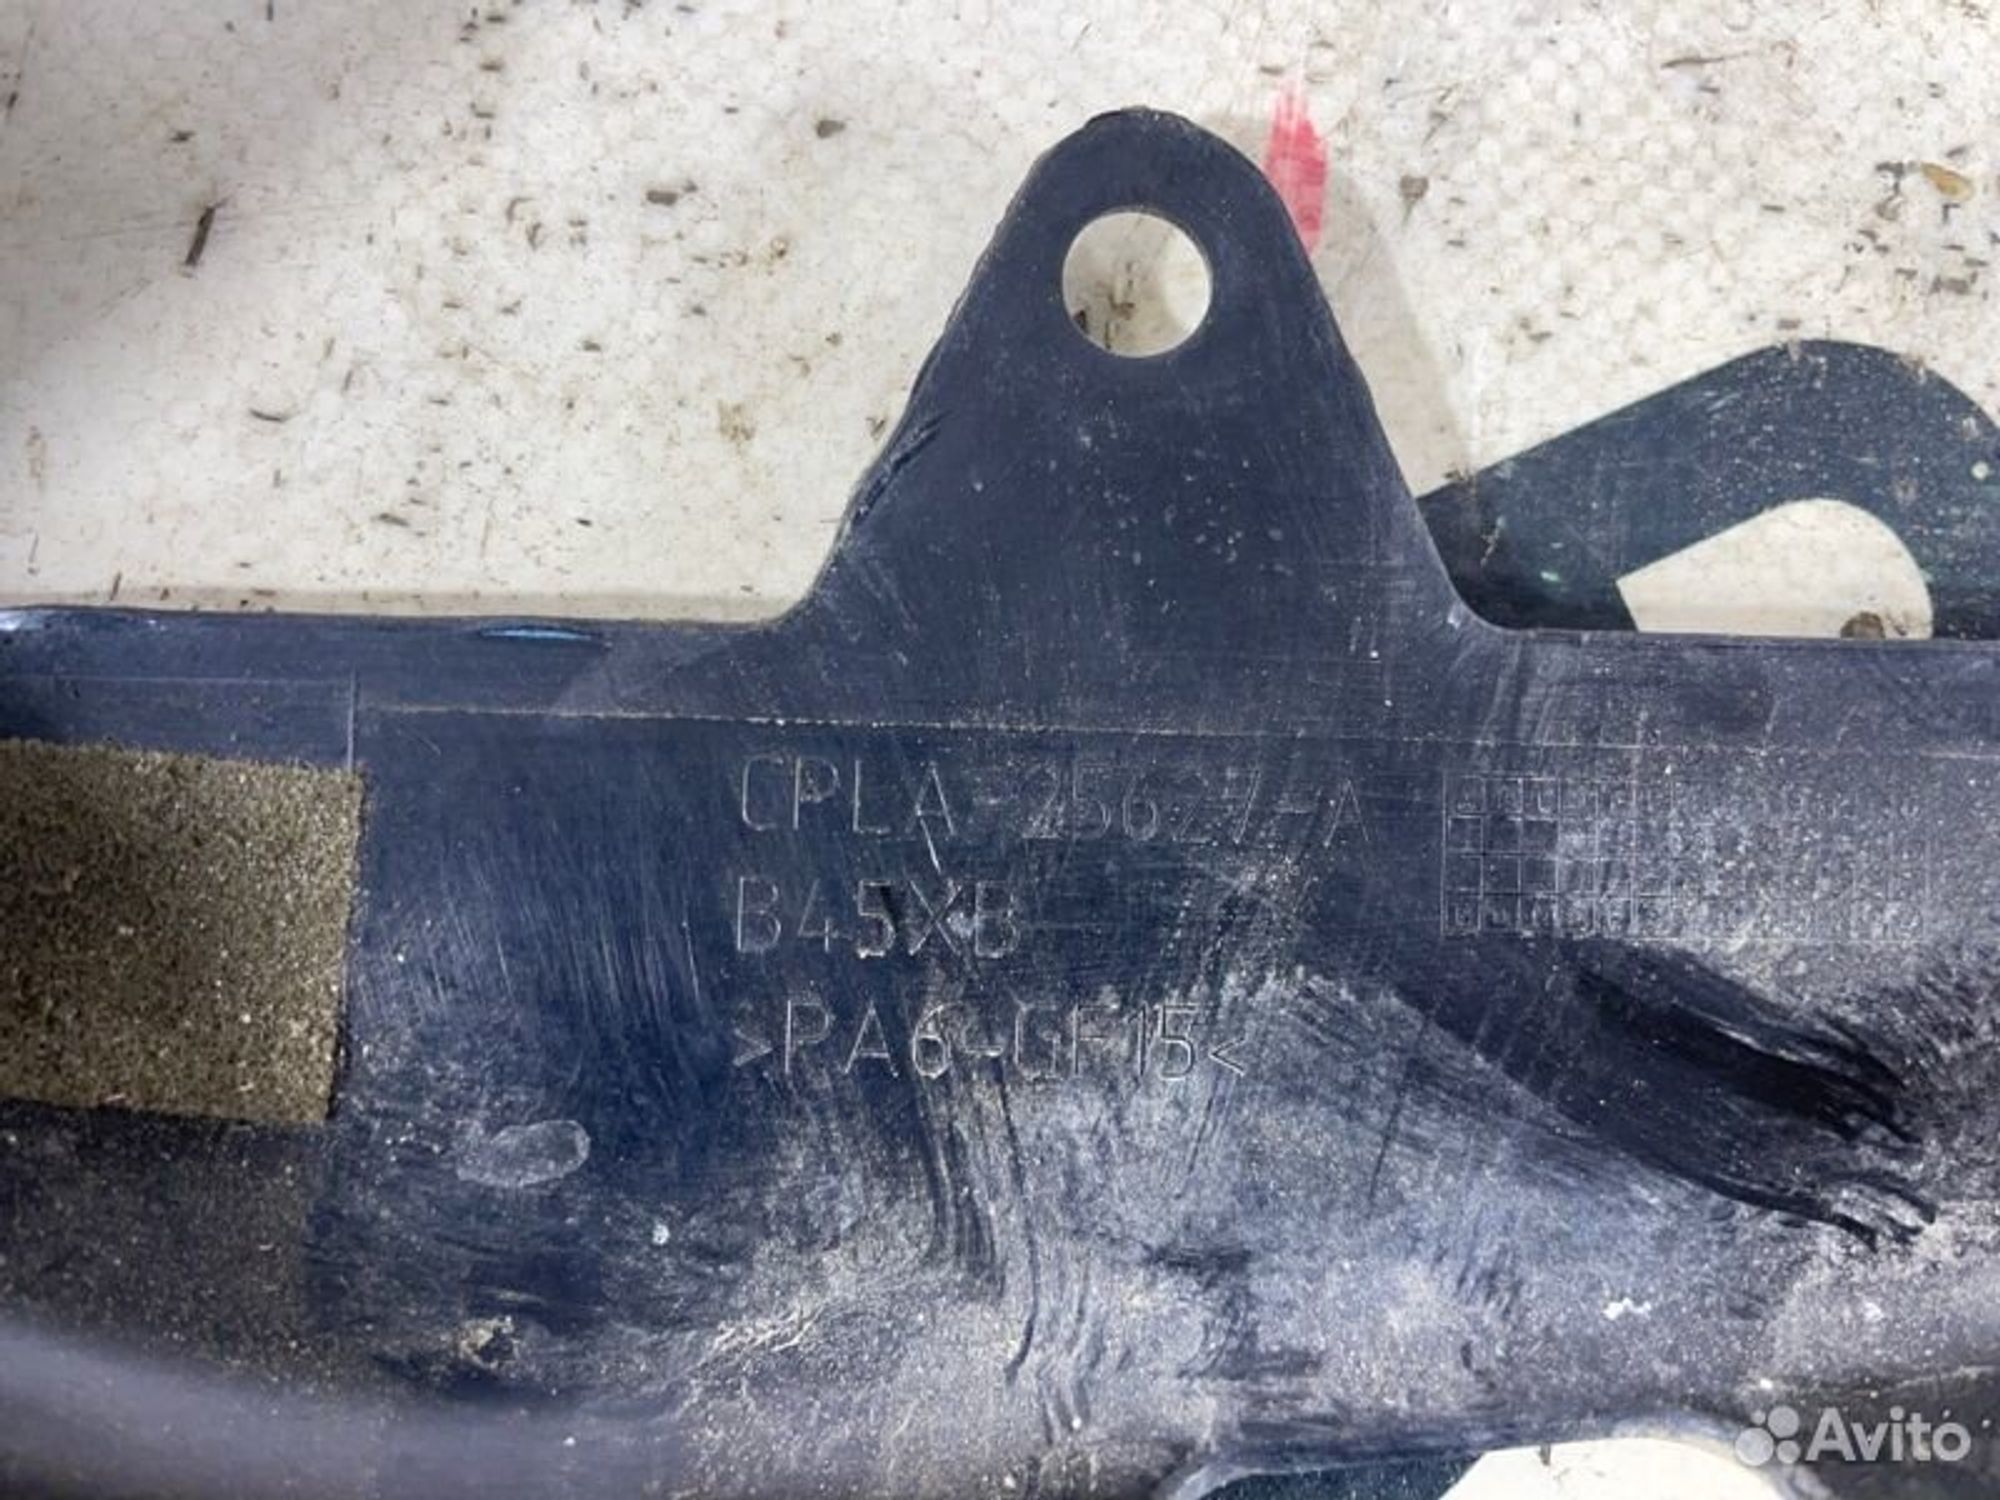 CPLA-25627-A
B45XB
>PA6-GF15<
Avito